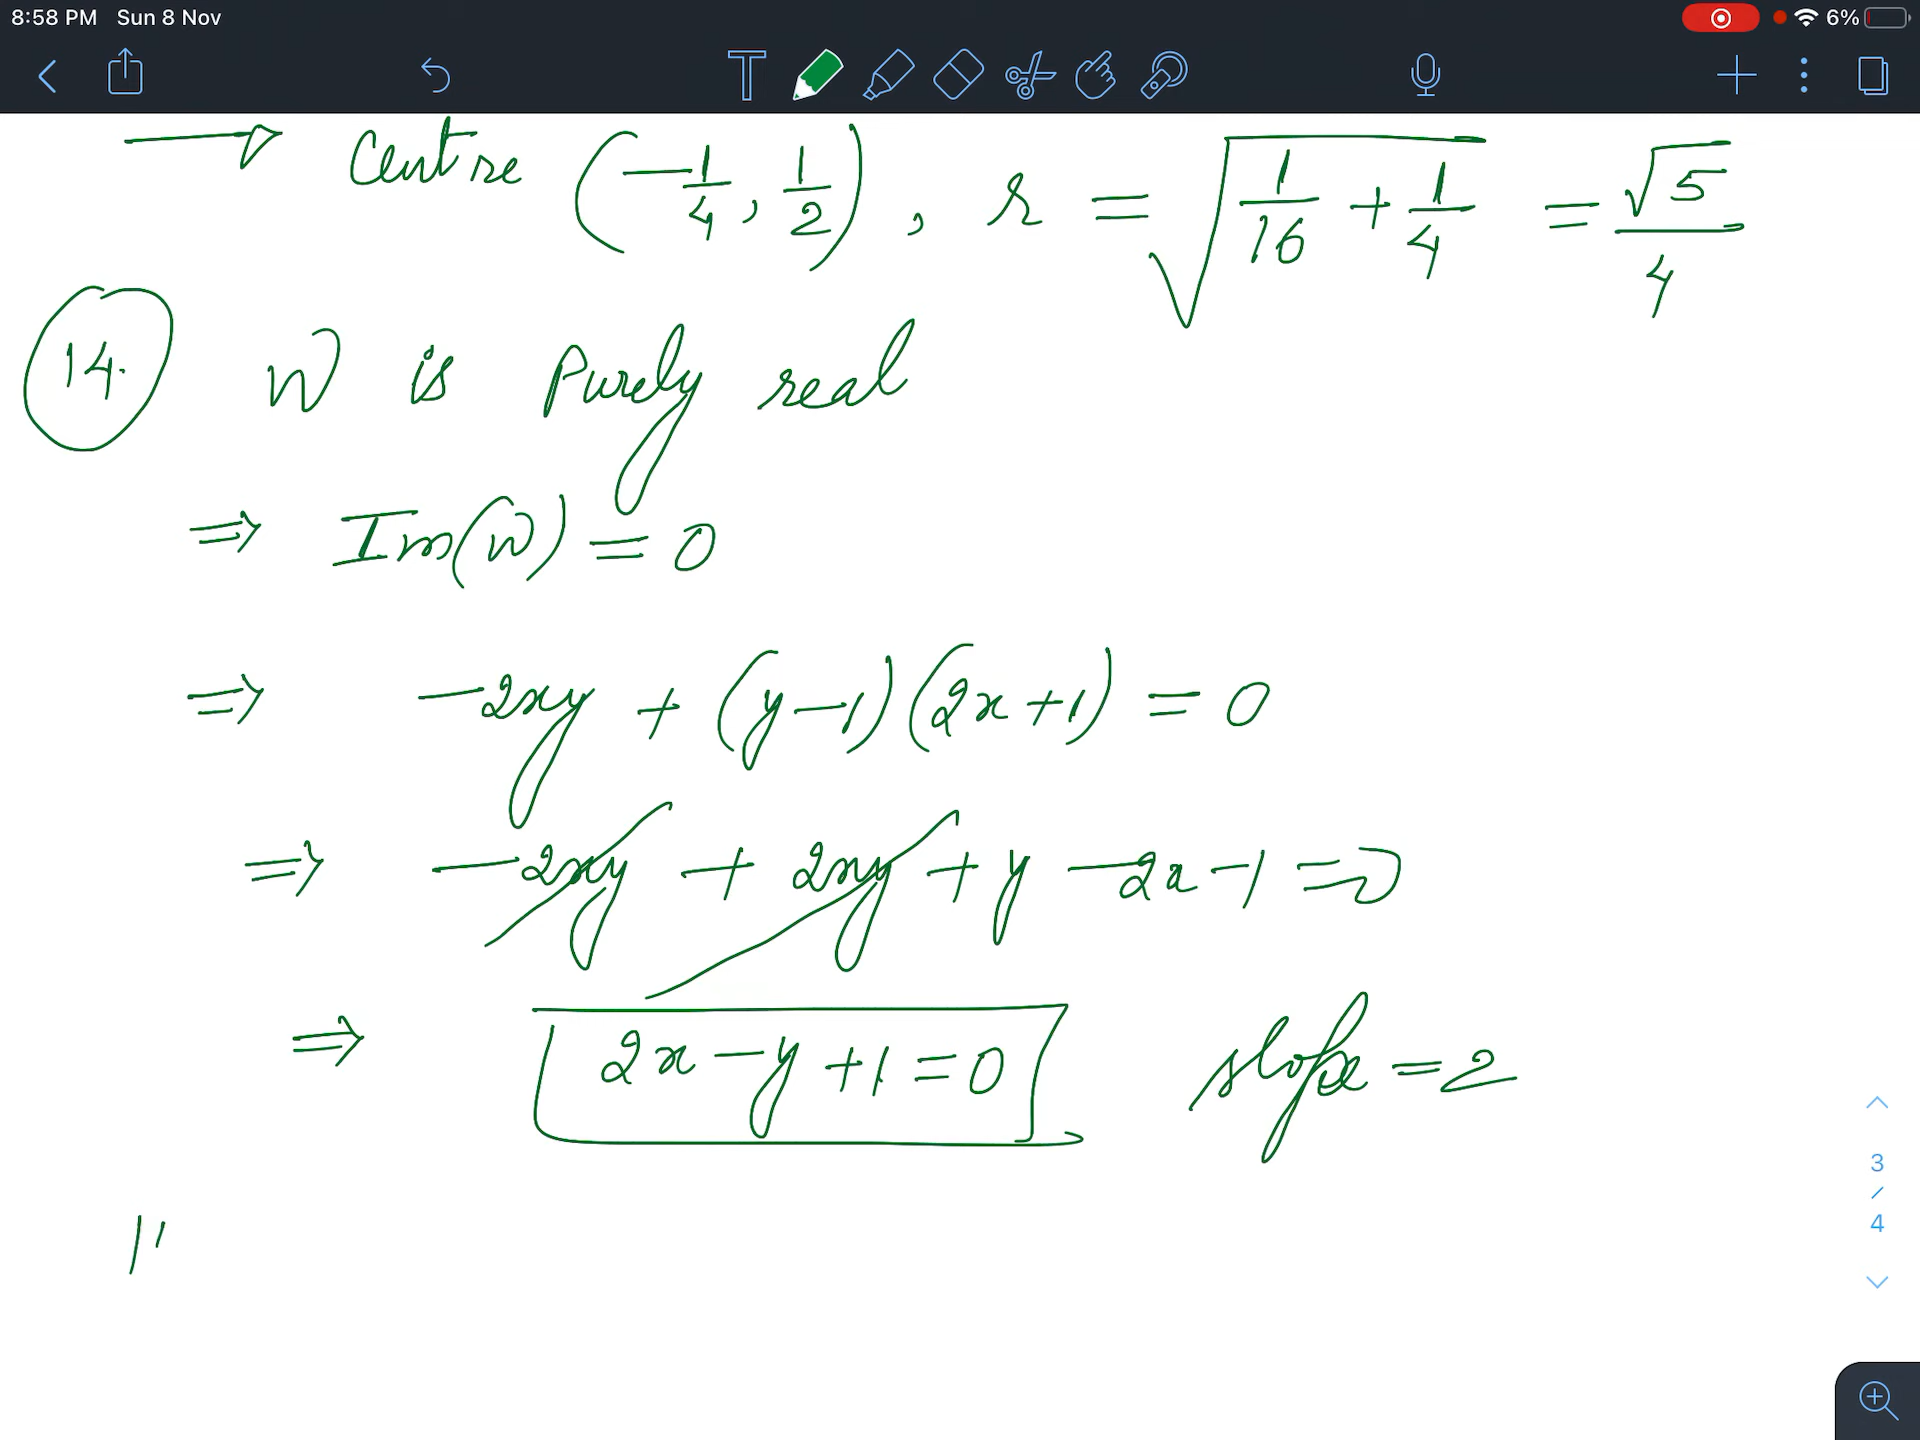 8:58 PM Sun 8 Nov 6%
T
→ Centre (-1/4, 1/2), r = √(1/16 + 1/4) = √5/4
14. W is Purely real
⇒ Im(W) = 0
⇒ -2xy + (y-1)(2x+1) = 0
⇒ -2xy + 2xy + y - 2x - 1 = 0
⇒ 2x - y + 1 = 0 slope = 2
3
/
4